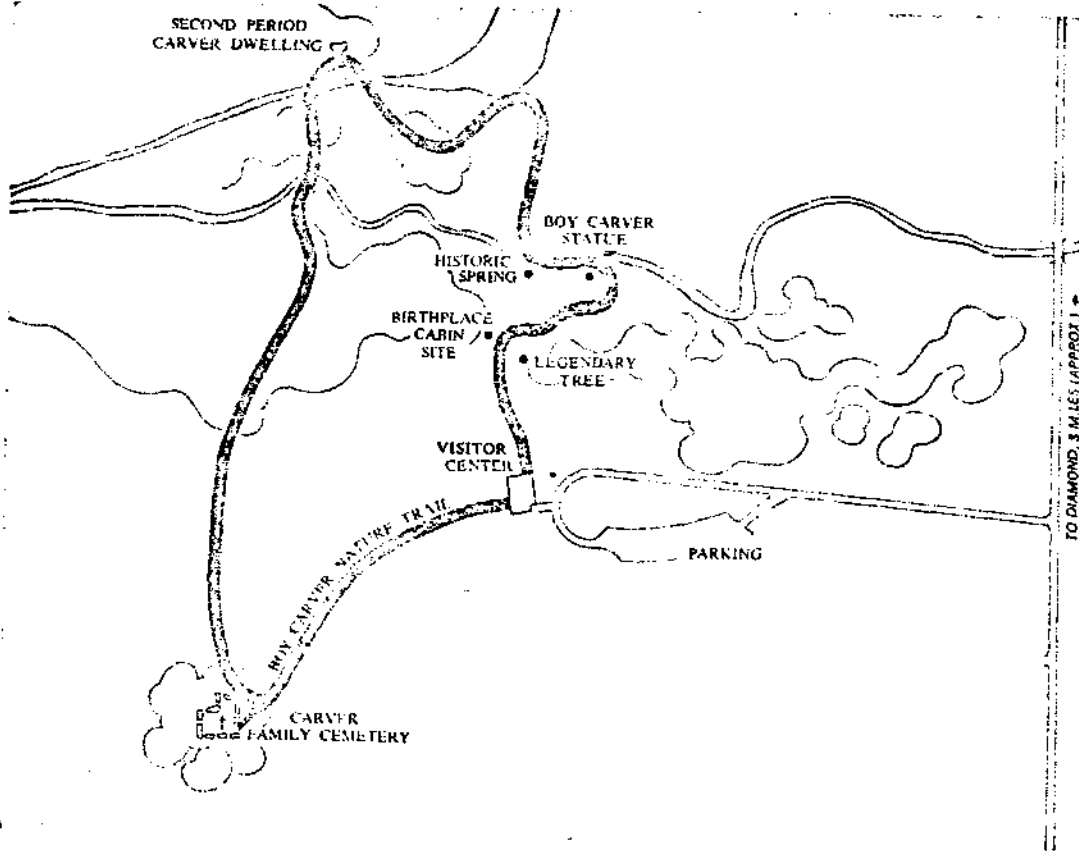 SECOND PERIOD
CARVER DWELLING
BOY CARVER
STATUE
HISTORIC
SPRING
BIRTHPLACE
CABIN
SITE
LEGENDARY
TREE
VISITOR
CENTER
BOY CARVER NATURE TRAIL
PARKING
CARVER
FAMILY CEMETERY
TO DIAMOND, 3 MILES (APPROX)